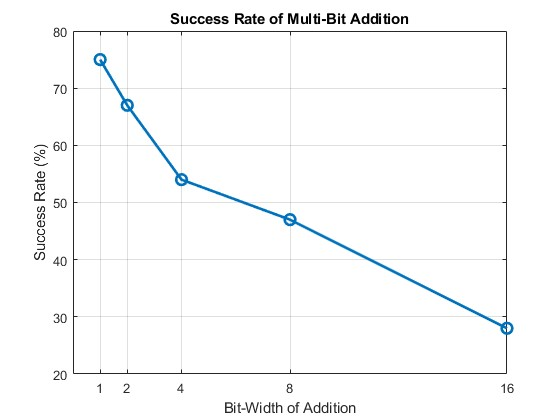 Success Rate of Multi-Bit Addition
80
70
60
50
40
30
20
Success Rate (%)
1 2 4 8 16
Bit-Width of Addition